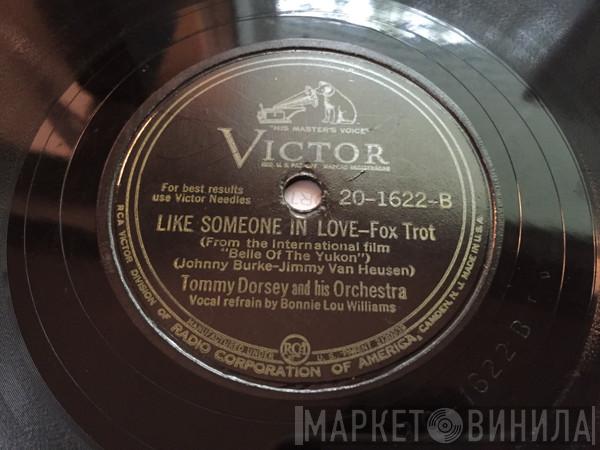 "HIS MASTER'S VOICE"
VICTOR
For best results
use Victor Needles
20-1622-B
LIKE SOMEONE IN LOVE—Fox Trot
(From the International film
"Belle Of The Yukon")
(Johnny Burke-Jimmy Van Heusen)
Tommy Dorsey and his Orchestra
Vocal refrain by Bonnie Lou Williams
MANUFACTURED UNDER
RCA
RCA VICTOR DIVISION OF RADIO CORPORATION OF AMERICA, CAMDEN, N. J. MADE IN U.S.A.
1622 B
МАРКЕТ ВИНИЛА